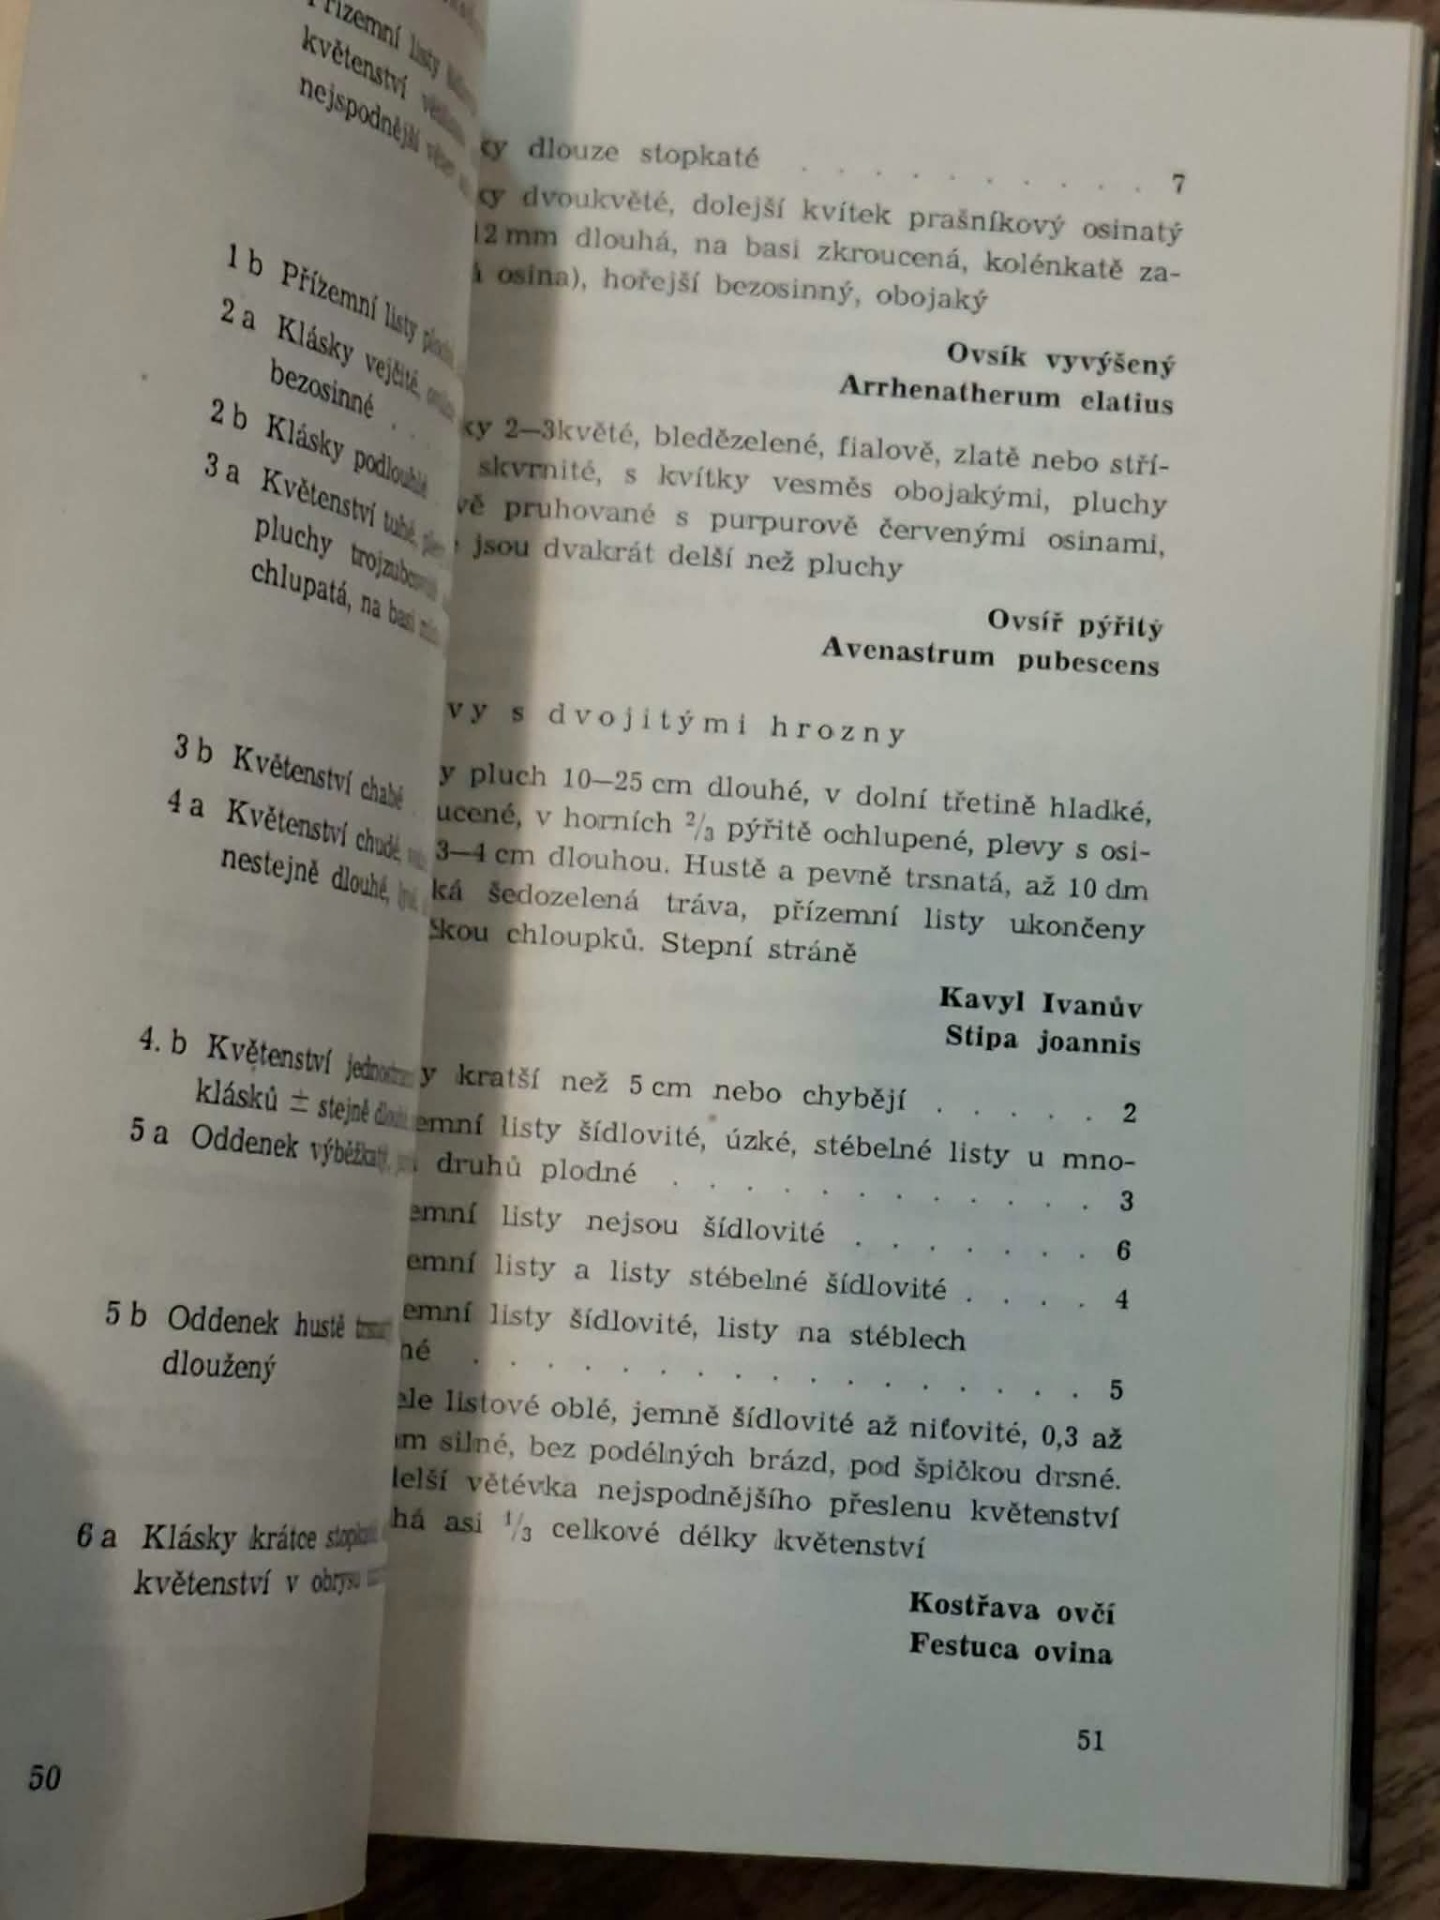 Přízemní listy
květenství
nejspodnější
1 b Přízemní listy
2 a Klásky vejčité,
bezosinné . .
2 b Klásky podlouhlé
3 a Květenství tuhé,
pluchy trojzubé
chlupatá, na basi
3 b Květenství chabé
4 a Květenství chudé,
nestejně dlouhé,
4. b Květenství
klásků ± stejně
5 a Oddenek výběžkatý,
5 b Oddenek hustě
dloužený
6 a Klásky krátce
květenství v obrysu
50
ky dlouze stopkaté . . . . . . . . . . 7
ky dvoukvěté, dolejší kvítek prašníkový osinatý
12 mm dlouhá, na basi zkroucená, kolénkatě za-
osina), hořejší bezosinný, obojaký
Ovsík vyvýšený
Arrhenatherum elatius
ky 2—3květé, bledězelené, fialově, zlatě nebo stří-
skvrnité, s kvítky vesměs obojakými, pluchy
vě pruhované s purpurově červenými osinami,
jsou dvakrát delší než pluchy
Ovsíř pýřitý
Avenastrum pubescens
vy s dvojitými hrozny
y pluch 10—25 cm dlouhé, v dolní třetině hladké,
ucené, v horních 2/3 pýřitě ochlupené, plevy s osi-
3—4 cm dlouhou. Hustě a pevně trsnatá, až 10 dm
ká šedozelená tráva, přízemní listy ukončeny
škou chloupků. Stepní stráně
Kavyl Ivanův
Stipa joannis
y kratší než 5 cm nebo chybějí . . . . . 2
emní listy šídlovité, úzké, stébelné listy u mno-
druhů plodné . . . . . . . . . . . . 3
emní listy nejsou šídlovité . . . . . . . 6
emní listy a listy stébelné šídlovité . . . . 4
emní listy šídlovité, listy na stéblech
né . . . . . . . . . . . . . . . . . 5
ele listové oblé, jemně šídlovité až niťovité, 0,3 až
mm silné, bez podélných brázd, pod špičkou drsné.
delší větévka nejspodnějšího přeslenu květenství
há asi 1/3 celkové délky květenství
Kostřava ovčí
Festuca ovina
51